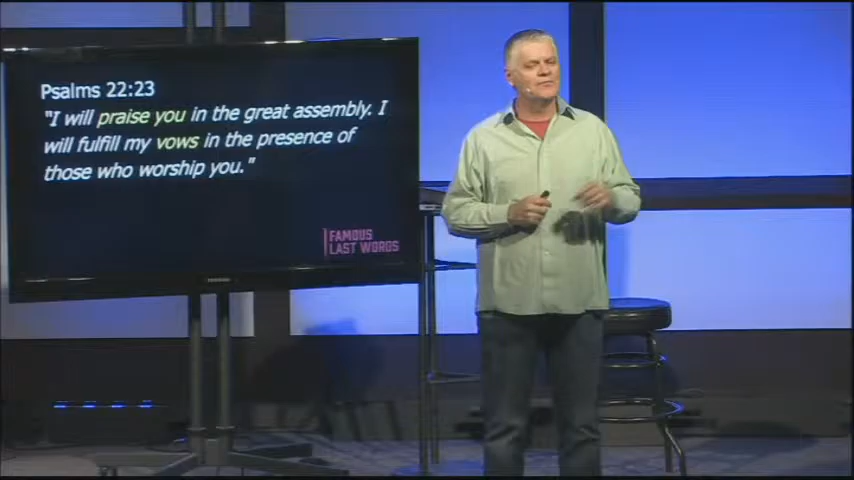 Psalms 22:23
"I will praise you in the great assembly. I
will fulfill my vows in the presence of
those who worship you."
FAMOUS
LAST WORDS